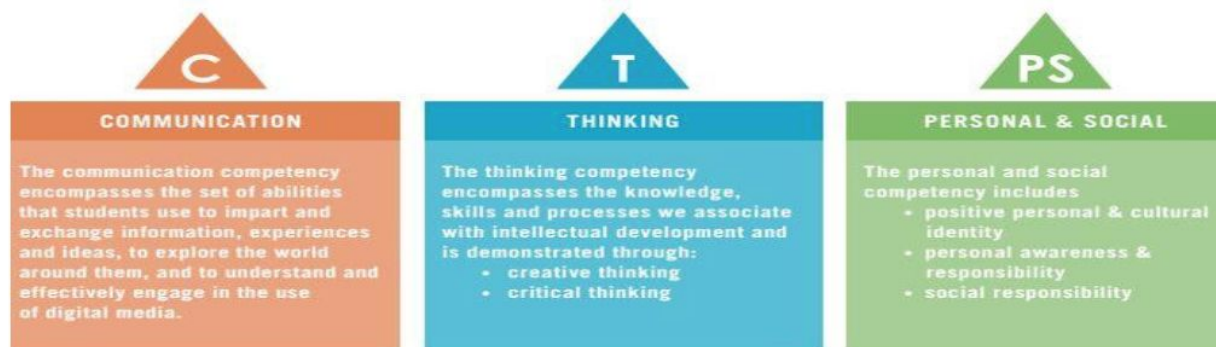 C
COMMUNICATION
The communication competency
encompasses the set of abilities
that students use to impart and
exchange information, experiences
and ideas, to explore the world
around them, and to understand and
effectively engage in the use
of digital media.
T
THINKING
The thinking competency
encompasses the knowledge,
skills and processes we associate
with intellectual development and
is demonstrated through:
• creative thinking
• critical thinking
PS
PERSONAL & SOCIAL
The personal and social
competency includes
• positive personal & cultural
identity
• personal awareness &
responsibility
• social responsibility